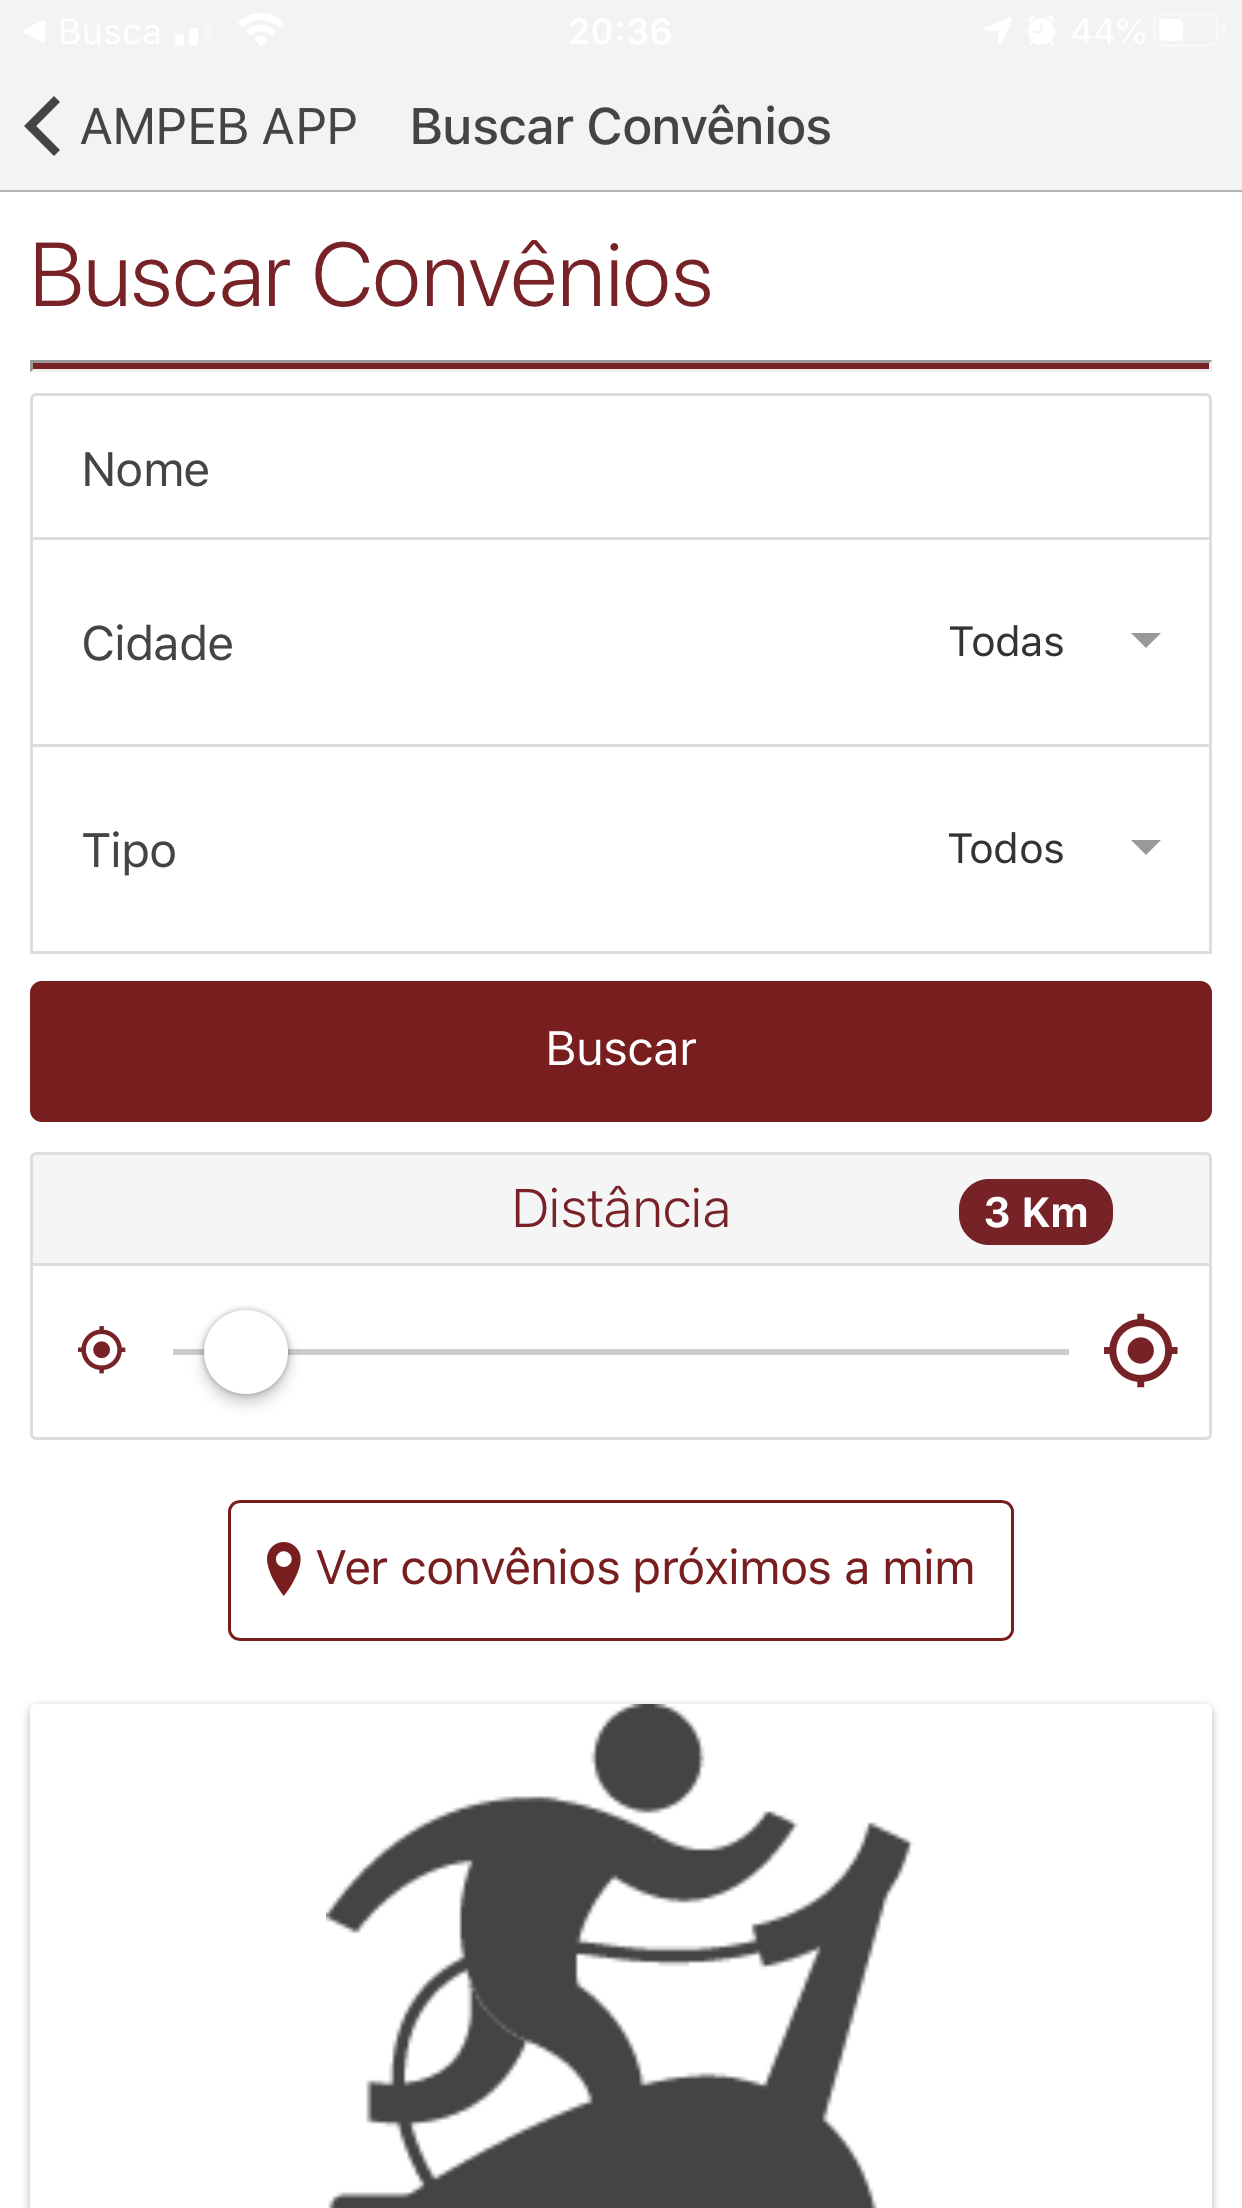 Busca 20:36 44%
AMPEB APP Buscar Convênios
Buscar Convênios
Nome
Cidade Todas
Tipo Todos
Buscar
Distância 3 Km
Ver convênios próximos a mim